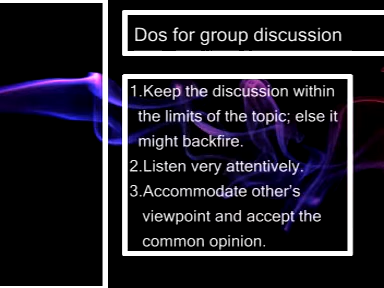 Dos for group discussion
1.Keep the discussion within
the limits of the topic; else it
might backfire.
2.Listen very attentively.
3.Accommodate other's
viewpoint and accept the
common opinion.